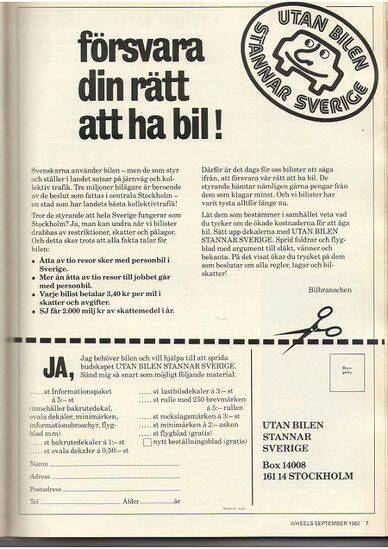 UTAN BILEN
STANNAR SVERIGE
försvara
din rätt
att ha bil!
Svenskarna använder bilen – men de som styr
och ställer i landet satsar på järnväg och kol-
lektiv trafik. Tre miljoner bilägare är beroende
av de beslut som fattas i centrala Stockholm –
en stad som har landets bästa kollektivtrafik!
Tror de styrande att hela Sverige fungerar som
Stockholm? Ja, man kan undra när vi bilister
drabbas av restriktioner, skatter och pålagor.
Och detta sker trots att alla fakta talar för
bilen:
• Åtta av tio resor sker med personbil i
Sverige.
• Mer än åtta av tio resor till jobbet går
med personbil.
• Varje bilist betalar 3,40 kr per mil i
skatter och avgifter.
• SJ får 2.000 milj kr av skattemedel i år.
Därför är det dags för oss bilister att säga
ifrån, att försvara vår rätt att ha bil. De
styrande hämtar nämligen gärna pengar från
dem som klagar minst. Och vi bilister har
varit tysta alltför länge nu.
Låt dem som bestämmer i samhället veta vad
du tycker om de ökade kostnaderna för att äga
bil. Sätt upp dekalerna med UTAN BILEN
STANNAR SVERIGE. Sprid foldrar och flyg-
blad med argument till släkt, vänner och
bekanta. På det visat ökar du trycket på dem
som beslutar om alla regler, lagar och bil-
skatter!
Bilbranschen
JA,
Jag behöver bilen och vill hjälpa till att sprida
budskapet UTAN BILEN STANNAR SVERIGE.
Sänd mig så snart som möjligt följande material:
..... st Informationspaket
á 5:– st
(innehåller bakrutedekal,
ovala dekaler, minimärken,
informationsbroschyr, flyg-
blad mm)
..... st bakrutedekaler á 1:– st
..... st ovala dekaler á 0,50:– st
..... st lastbilsdekaler á 3:– st
..... st rulle med 250 brevmärken
á 5:– rullen
..... st rockslagsmärken á 3:– st
..... st minimärken á 2:– asken
..... st flygblad (gratis)
nytt beställningsblad (gratis)
Namn
Adress
Postadress
Tel Ålder år
UTAN BILEN
STANNAR
SVERIGE
Box 14008
161 14 STOCKHOLM
WHEELS SEPTEMBER 1982 7